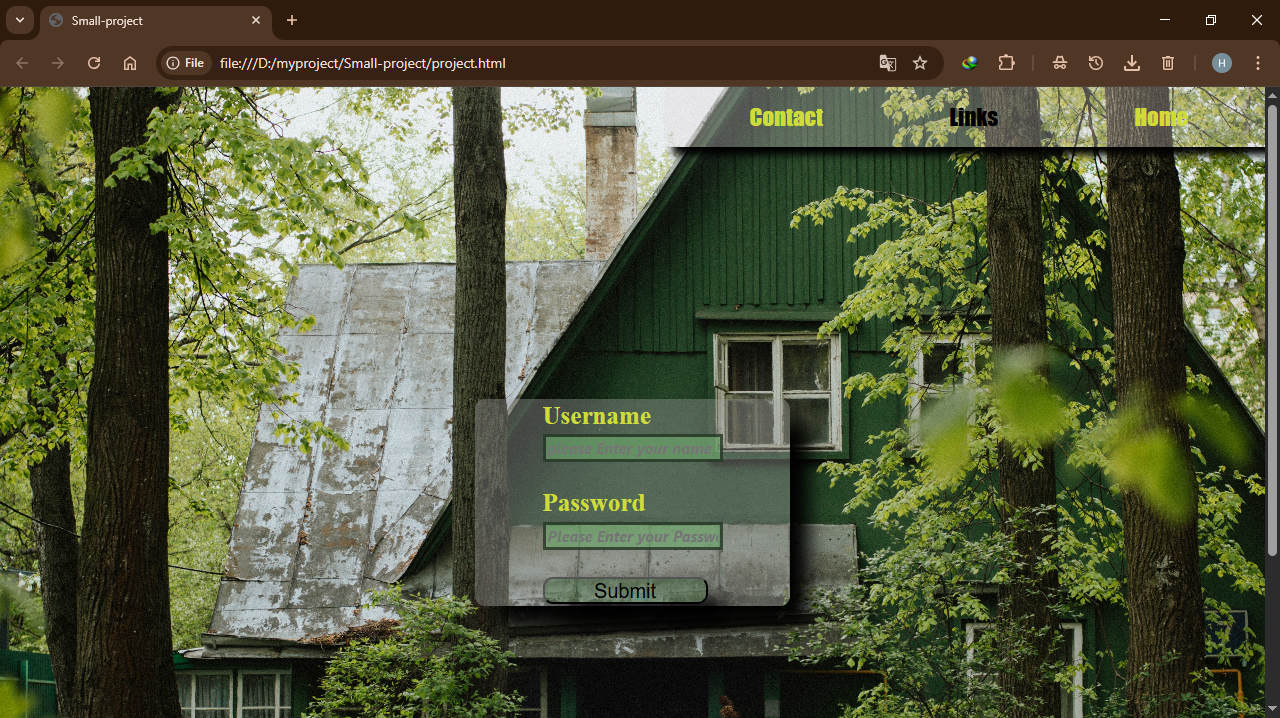 Small-project
File
file:///D:/myproject/Small-project/project.html
H
Contact Links Home
Username
Please Enter your name
Password
Please Enter your Passw
Submit